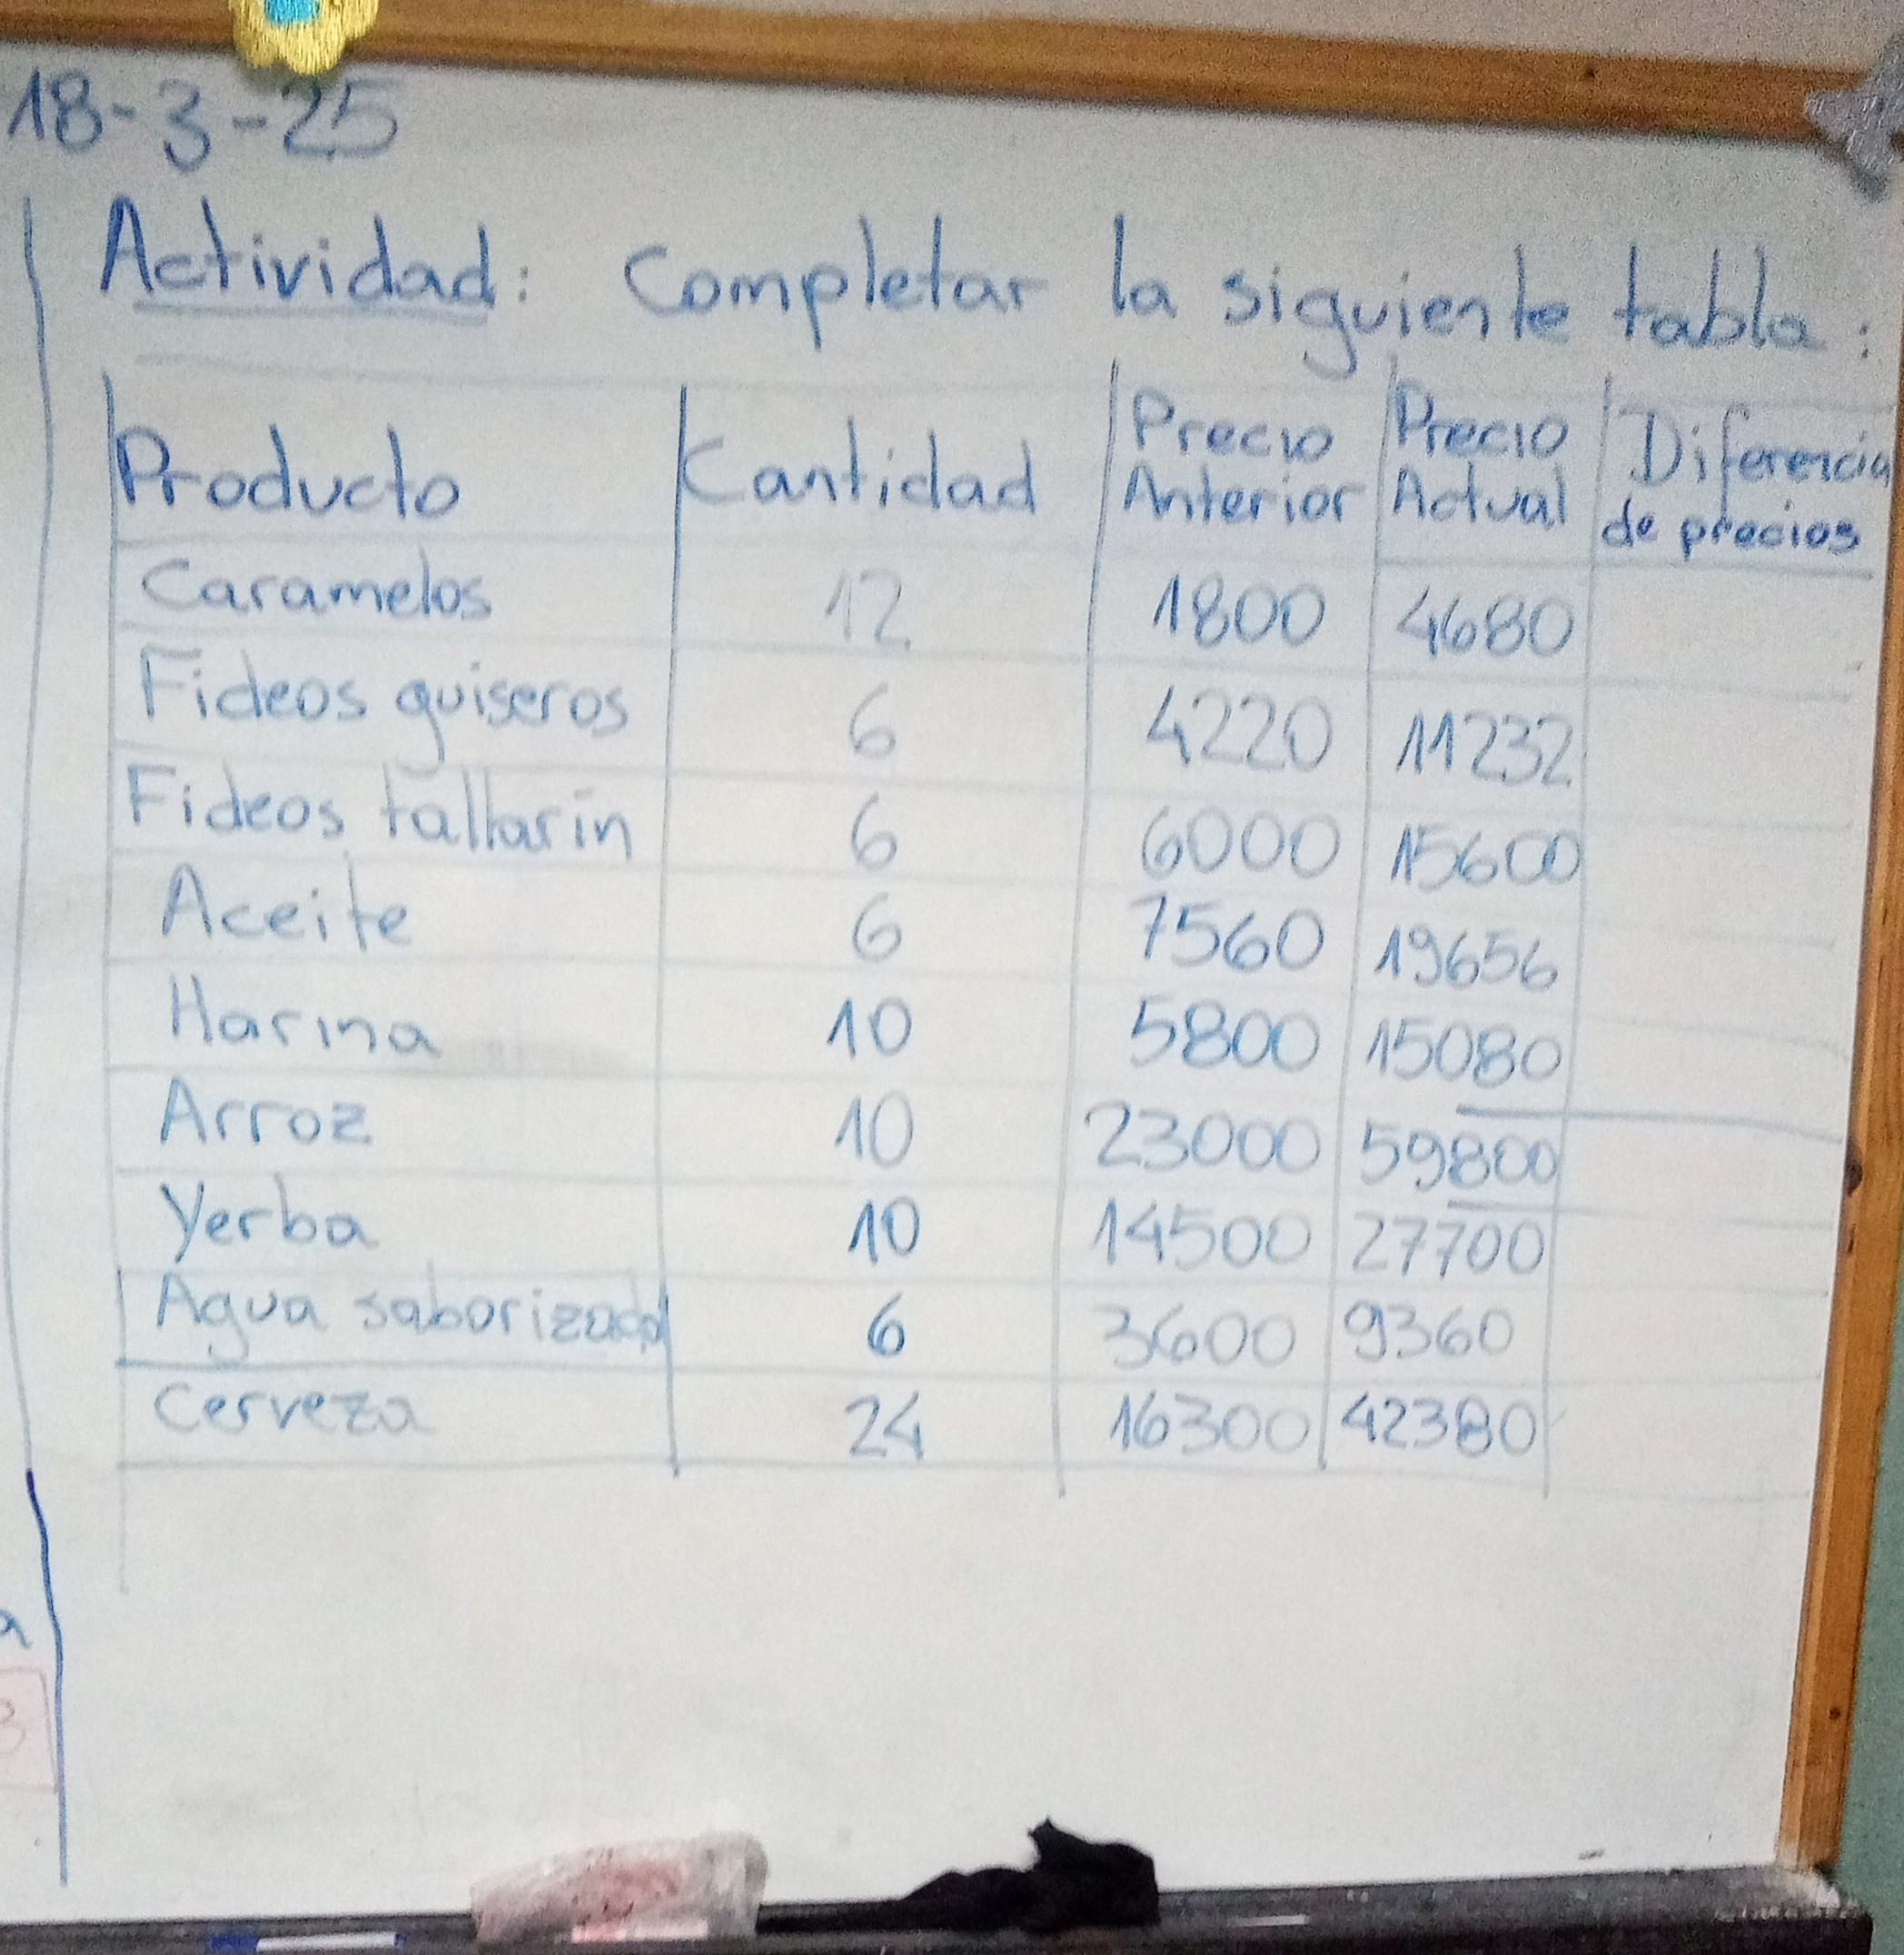 18-3-25
Actividad: Completar la siguiente tabla:
Producto Cantidad Precio Anterior Precio Actual Diferencia de precios
Caramelos 12 1800 4680
Fideos guiseros 6 4220 11232
Fideos tallarin 6 6000 15600
Aceite 6 7560 19656
Harina 10 5800 15080
Arroz 10 23000 59800
Yerba 10 14500 27700
Agua saborizada 6 3600 9360
Cerveza 24 16300 42380
a
3